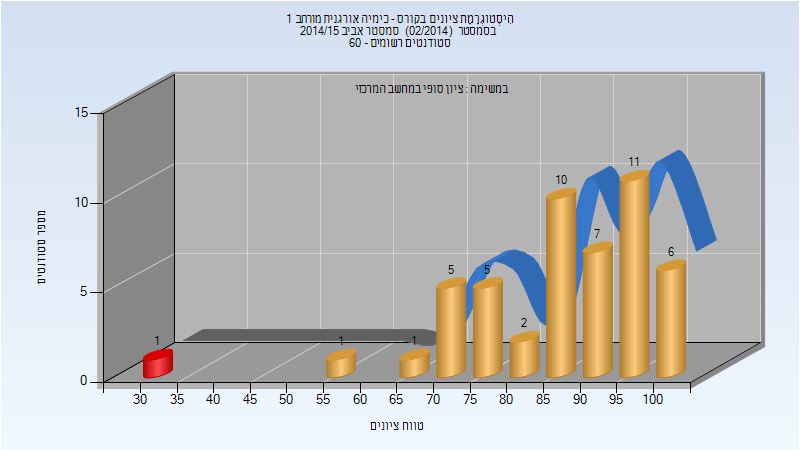 היסטוגרמת ציונים בקורס - כימיה אורגנית מורחב 1
בסמסטר (02/2014) סמסטר אביב 2014/15
סטודנטים רשומים - 60
במשימה : ציון סופי במחשב המרכזי
מספר סטודנטים
15
10
5
0
1
1
1
5
5
2
10
7
11
6
30 35 40 45 50 55 60 65 70 75 80 85 90 95 100
טווח ציונים